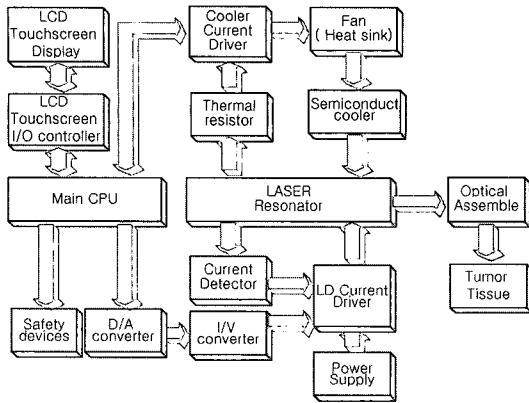 LCD
Touchscreen
Display
Cooler
Current Driver
Fan
( Heat sink)
LCD
Touchscreen
I/O controller
Thermal
resistor
Semiconduct
cooler
Main CPU
LASER
Resonator
Optical
Assemble
Current
Detector
LD Current
Driver
Tumor
Tissue
Safety
devices
D/A
converter
I/V
converter
Power
Supply